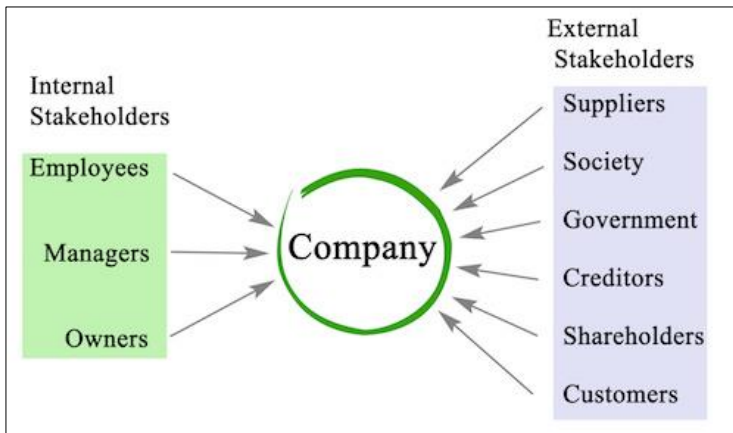 Internal
Stakeholders
Employees
Managers
Owners
Company
External
Stakeholders
Suppliers
Society
Government
Creditors
Shareholders
Customers